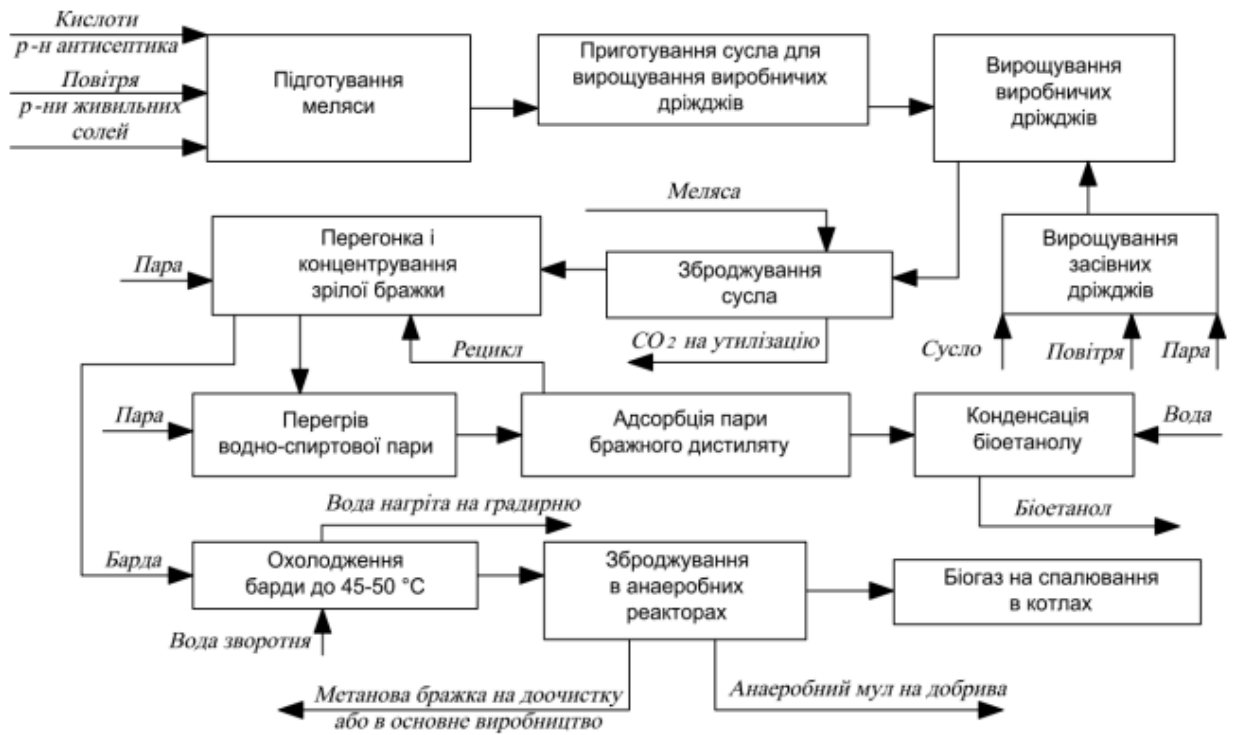 Кислоти
р-н антисептика
Повітря
р-ни живильних
солей
Підготування
меляси
Приготування сусла для
вирощування виробничих
дріжджів
Вирощування
виробничих
дріжджів
Меляса
Пара
Перегонка і
концентрування
зрілої бражки
Зброджування
сусла
Вирощування
засівних
дріжджів
CO2 на утилізацію
Рецикл
Сусло
Повітря
Пара
Пара
Перегрів
водно-спиртової пари
Адсорбція пари
бражного дистиляту
Конденсація
біоетанолу
Вода
Вода нагріта на градирню
Біоетанол
Барда
Охолодження
барди до 45-50 °C
Зброджування
в анаеробних
реакторах
Біогаз на спалювання
в котлах
Вода зворотня
Метанова бражка на доочистку
або в основне виробництво
Анаеробний мул на добрива